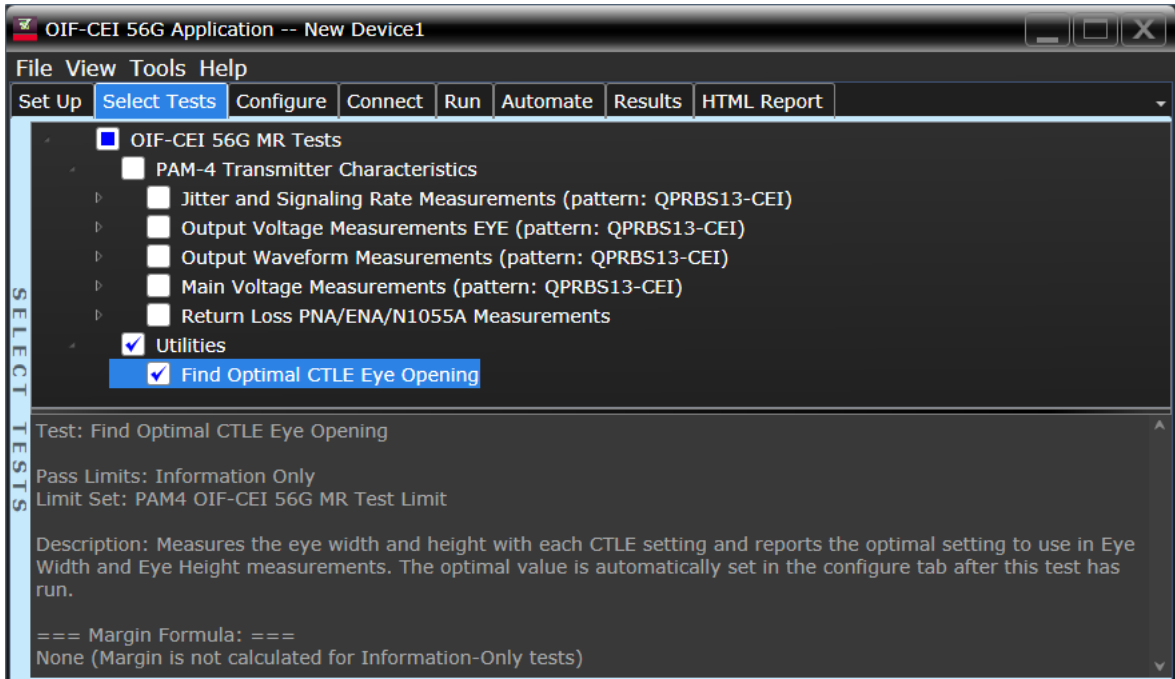 OIF-CEI 56G Application -- New Device1
File View Tools Help
Set Up Select Tests Configure Connect Run Automate Results HTML Report
SELECT TESTS
OIF-CEI 56G MR Tests
PAM-4 Transmitter Characteristics
Jitter and Signaling Rate Measurements (pattern: QPRBS13-CEI)
Output Voltage Measurements EYE (pattern: QPRBS13-CEI)
Output Waveform Measurements (pattern: QPRBS13-CEI)
Main Voltage Measurements (pattern: QPRBS13-CEI)
Return Loss PNA/ENA/N1055A Measurements
Utilities
Find Optimal CTLE Eye Opening
Test: Find Optimal CTLE Eye Opening
Pass Limits: Information Only
Limit Set: PAM4 OIF-CEI 56G MR Test Limit
Description: Measures the eye width and height with each CTLE setting and reports the optimal setting to use in Eye
Width and Eye Height measurements. The optimal value is automatically set in the configure tab after this test has
run.
=== Margin Formula: ===
None (Margin is not calculated for Information-Only tests)